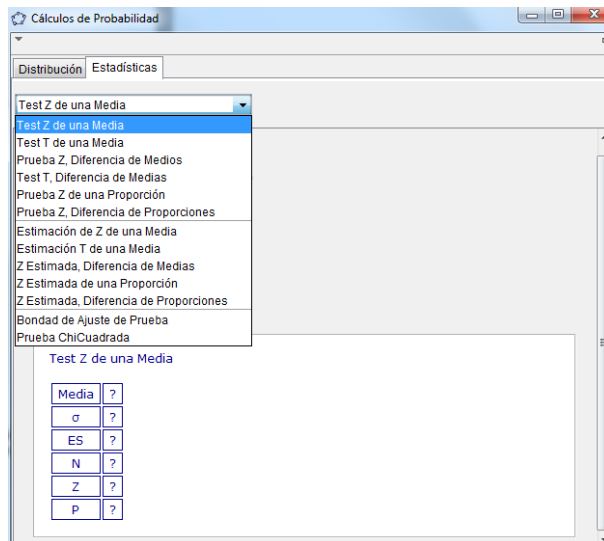 Cálculos de Probabilidad
Distribución Estadísticas
Test Z de una Media
Test Z de una Media
Test T de una Media
Prueba Z, Diferencia de Medios
Test T, Diferencia de Medias
Prueba Z de una Proporción
Prueba Z, Diferencia de Proporciones
Estimación de Z de una Media
Estimación T de una Media
Z Estimada, Diferencia de Medias
Z Estimada de una Proporción
Z Estimada, Diferencia de Proporciones
Bondad de Ajuste de Prueba
Prueba ChiCuadrada
Test Z de una Media
Media ?
σ ?
ES ?
N ?
Z ?
P ?